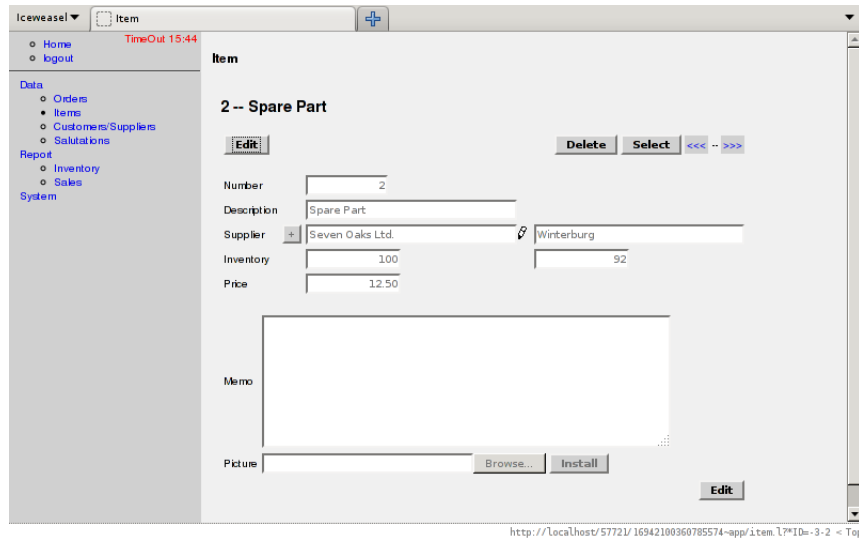 Iceweasel Item
TimeOut 15:44
Home
logout
Data
Orders
Items
Customers/Suppliers
Salutations
Report
Inventory
Sales
System
Item
2 -- Spare Part
Edit Delete Select <<< -- >>>
Number 2
Description Spare Part
Supplier + Seven Oaks Ltd. Winterburg
Inventory 100 92
Price 12.50
Memo
Picture Browse... Install
Edit
http://localhost/57721/16942100360785574~app/item.l?*ID=-3-2 < Top